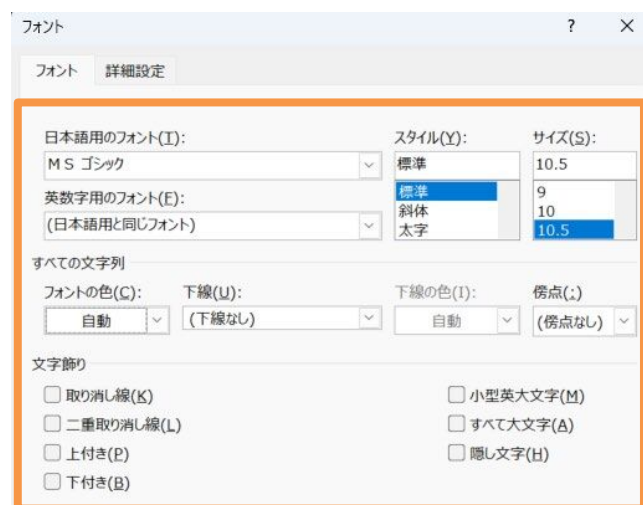 フォント ? ×
フォント 詳細設定
日本語用のフォント(T): スタイル(Y): サイズ(S):
MS ゴシック 標準 10.5
英数字用のフォント(F): 標準 9
(日本語用と同じフォント) 斜体 10
太字 10.5
すべての文字列
フォントの色(C): 下線(U): 下線の色(I): 傍点(:)
自動 (下線なし) 自動 (傍点なし)
文字飾り
取り消し線(K) 小型英大文字(M)
二重取り消し線(L) すべて大文字(A)
上付き(P) 隠し文字(H)
下付き(B)